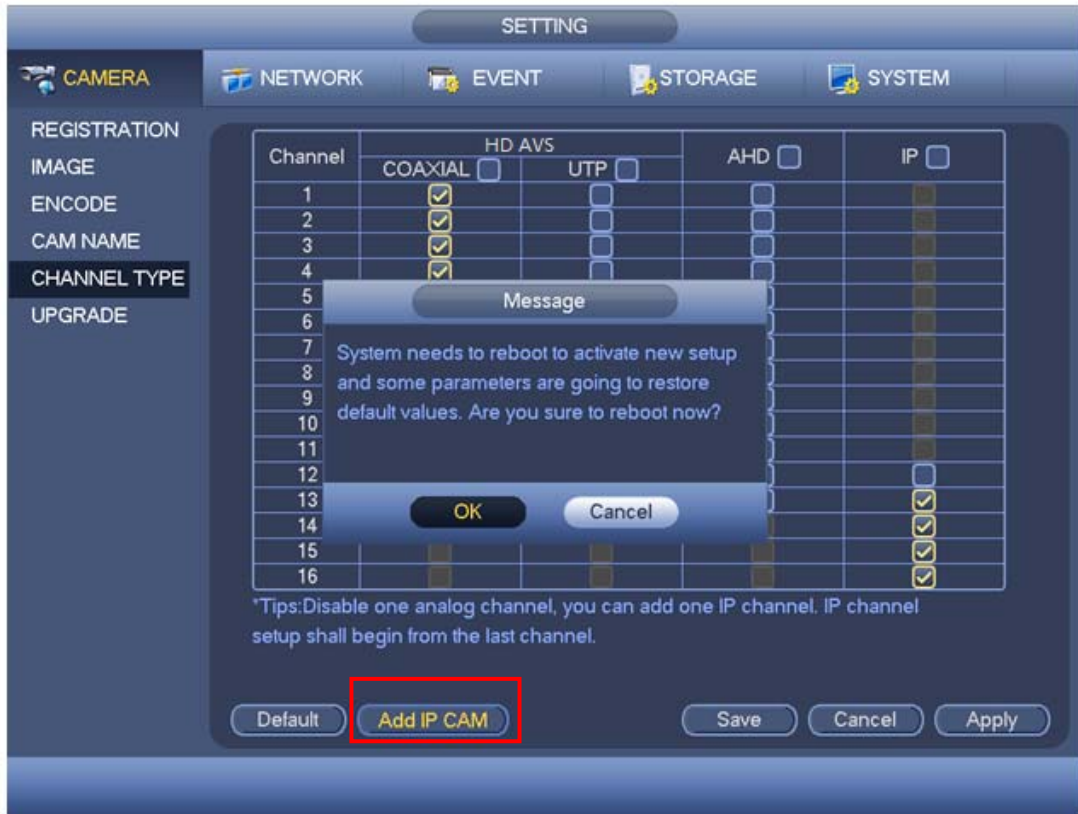 SETTING
CAMERA NETWORK EVENT STORAGE SYSTEM
REGISTRATION
IMAGE
ENCODE
CAM NAME
CHANNEL TYPE
UPGRADE
Channel HD AVS AHD IP
COAXIAL UTP
1
2
3
4
5
6
7
8
9
10
11
12
13
14
15
16
Message
System needs to reboot to activate new setup
and some parameters are going to restore
default values. Are you sure to reboot now?
OK Cancel
*Tips:Disable one analog channel, you can add one IP channel. IP channel
setup shall begin from the last channel.
Default Add IP CAM Save Cancel Apply